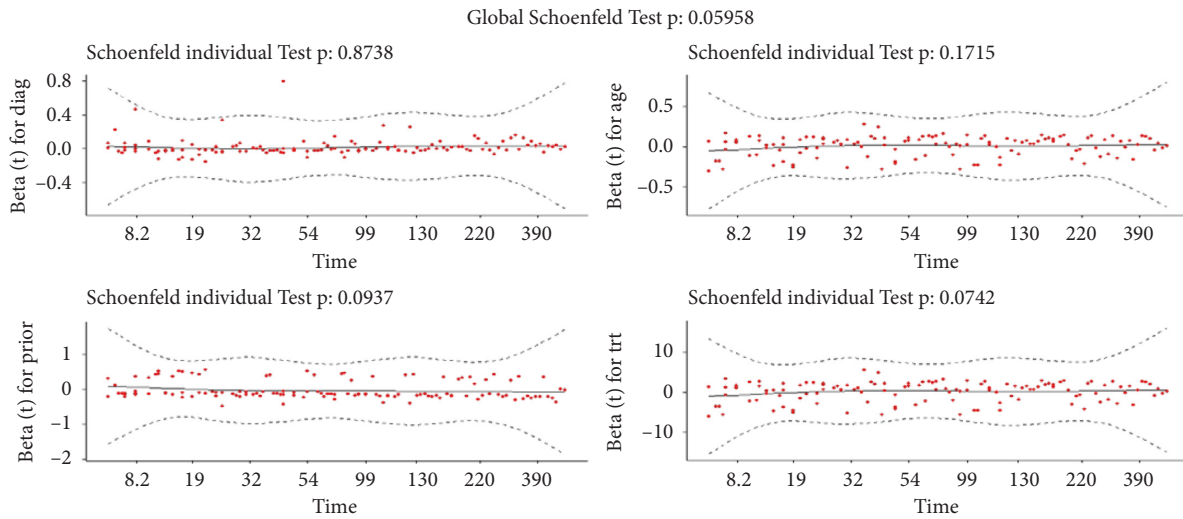 Global Schoenfeld Test p: 0.05958
Schoenfeld individual Test p: 0.8738
Beta (t) for diag
0.8
0.4
0.0
−0.4
8.2 19 32 54 99 130 220 390
Time
Schoenfeld individual Test p: 0.1715
Beta (t) for age
0.5
0.0
−0.5
8.2 19 32 54 99 130 220 390
Time
Schoenfeld individual Test p: 0.0937
Beta (t) for prior
1
0
−1
−2
8.2 19 32 54 99 130 220 390
Time
Schoenfeld individual Test p: 0.0742
Beta (t) for trt
10
0
−10
8.2 19 32 54 99 130 220 390
Time